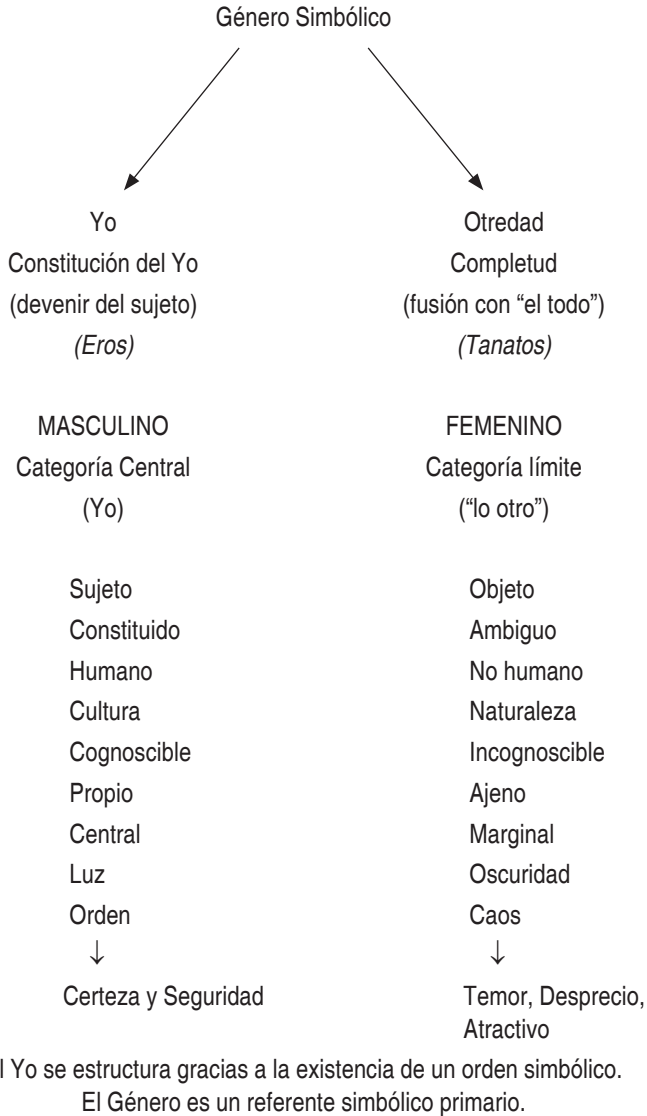 Género Simbólico
Yo
Constitución del Yo
(devenir del sujeto)
(Eros)
Otredad
Completud
(fusión con “el todo”)
(Tanatos)
MASCULINO
Categoría Central
(Yo)
FEMENINO
Categoría límite
(“lo otro”)
Sujeto
Constituido
Humano
Cultura
Cognoscible
Propio
Central
Luz
Orden
↓
Certeza y Seguridad
Objeto
Ambiguo
No humano
Naturaleza
Incognoscible
Ajeno
Marginal
Oscuridad
Caos
↓
Temor, Desprecio,
Atractivo
l Yo se estructura gracias a la existencia de un orden simbólico.
El Género es un referente simbólico primario.